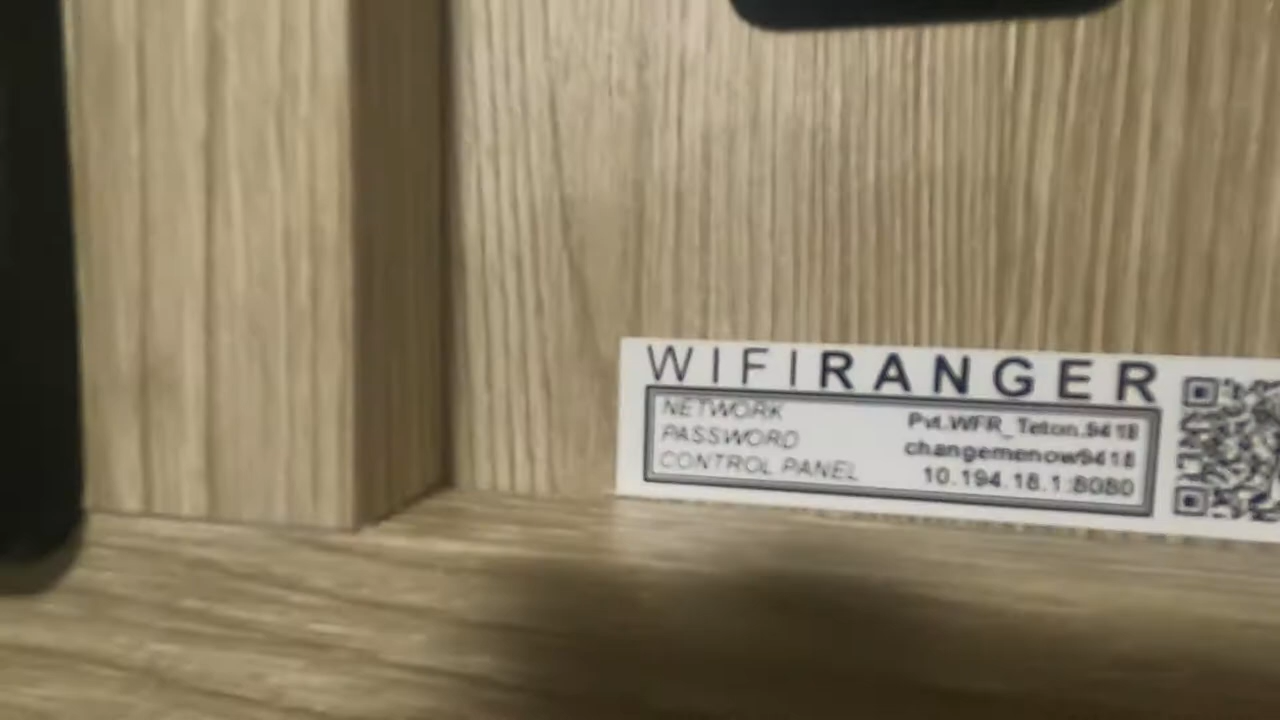 WIFIRANGER
NETWORK Pvt.WFR_Teton.9418
PASSWORD changemenow9418
CONTROL PANEL 10.194.18.1:8080